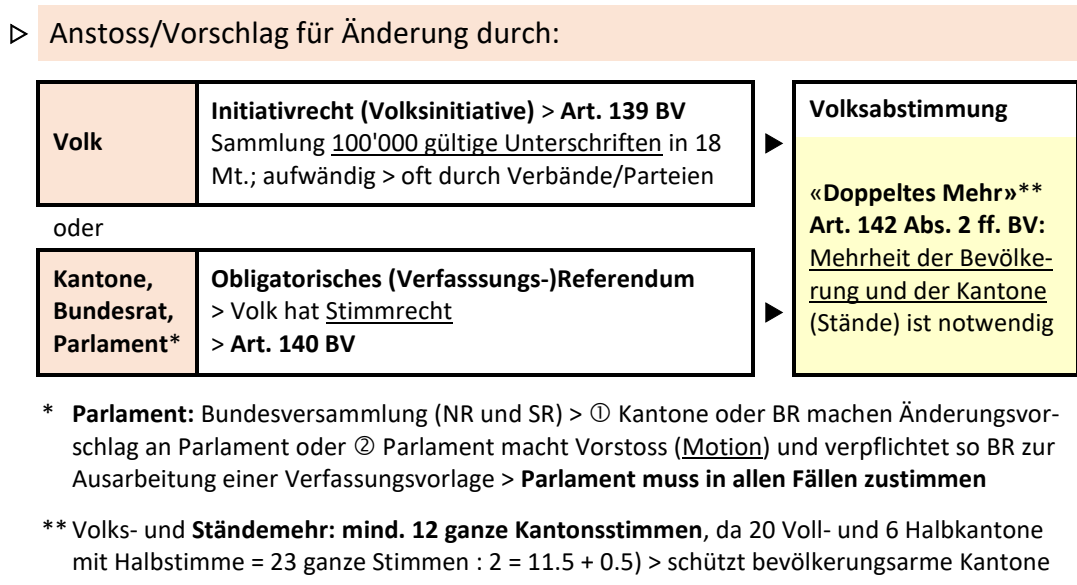 ▷ Anstoss/Vorschlag für Änderung durch:
Volk
Initiativrecht (Volksinitiative) > Art. 139 BV
Sammlung 100'000 gültige Unterschriften in 18
Mt.; aufwändig > oft durch Verbände/Parteien
oder
Kantone,
Bundesrat,
Parlament*
Obligatorisches (Verfasssungs-)Referendum
> Volk hat Stimmrecht
> Art. 140 BV
Volksabstimmung
«Doppeltes Mehr»**
Art. 142 Abs. 2 ff. BV:
Mehrheit der Bevölke-
rung und der Kantone
(Stände) ist notwendig
* Parlament: Bundesversammlung (NR und SR) > ① Kantone oder BR machen Änderungsvor-
schlag an Parlament oder ② Parlament macht Vorstoss (Motion) und verpflichtet so BR zur
Ausarbeitung einer Verfassungsvorlage > Parlament muss in allen Fällen zustimmen
** Volks- und Ständemehr: mind. 12 ganze Kantonsstimmen, da 20 Voll- und 6 Halbkantone
mit Halbstimme = 23 ganze Stimmen : 2 = 11.5 + 0.5) > schützt bevölkerungsarme Kantone